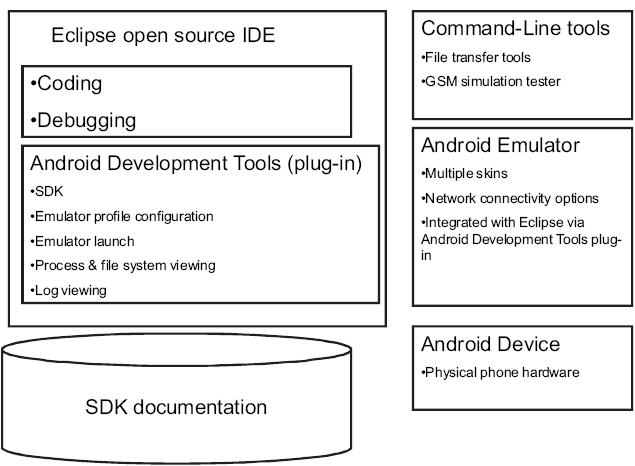 Eclipse open source IDE
•Coding
•Debugging
Android Development Tools (plug-in)
•SDK
•Emulator profile configuration
•Emulator launch
•Process & file system viewing
•Log viewing
SDK documentation
Command-Line tools
•File transfer tools
•GSM simulation tester
Android Emulator
•Multiple skins
•Network connectivity options
•Integrated with Eclipse via
Android Development Tools plug-
in
Android Device
•Physical phone hardware